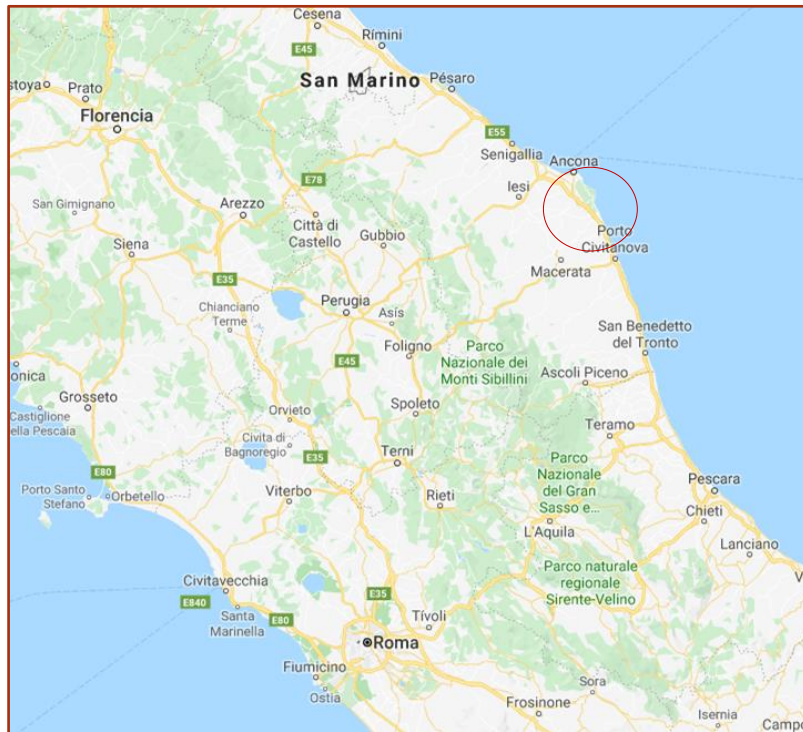 Cesena
Rímini
E45
San Marino
Pésaro
stoya
Prato
Florencia
E55
Senigallia
Ancona
Iesi
E78
San Gimignano
Arezzo
Città di
Castello
Gubbio
Porto
Civitanova
Siena
Macerata
E35
Chianciano
Terme
Perugia
Asis
San Benedetto
del Tronto
Foligno
Parco
Nazionale dei
Monti Sibillini
E45
onica
Ascoli Piceno
Grosseto
Castiglione
ella Pescaia
Orvieto
Spoleto
Teramo
Civita di
Bagnoregio
E35
Terni
Parco
Nazionale
del Gran
Sasso e...
E80
Porto Santo
Stefano
Orbetello
Viterbo
Rieti
Pescara
Chieti
L'Aquila
Lanciano
Parco naturale
regionale
Sirente-Velino
V
Civitavecchia
E840
Santa
Marinella
E80
E35
Tívoli
Roma
Fiumicino
Ostia
Sora
Frosinone
Isernia
Campo